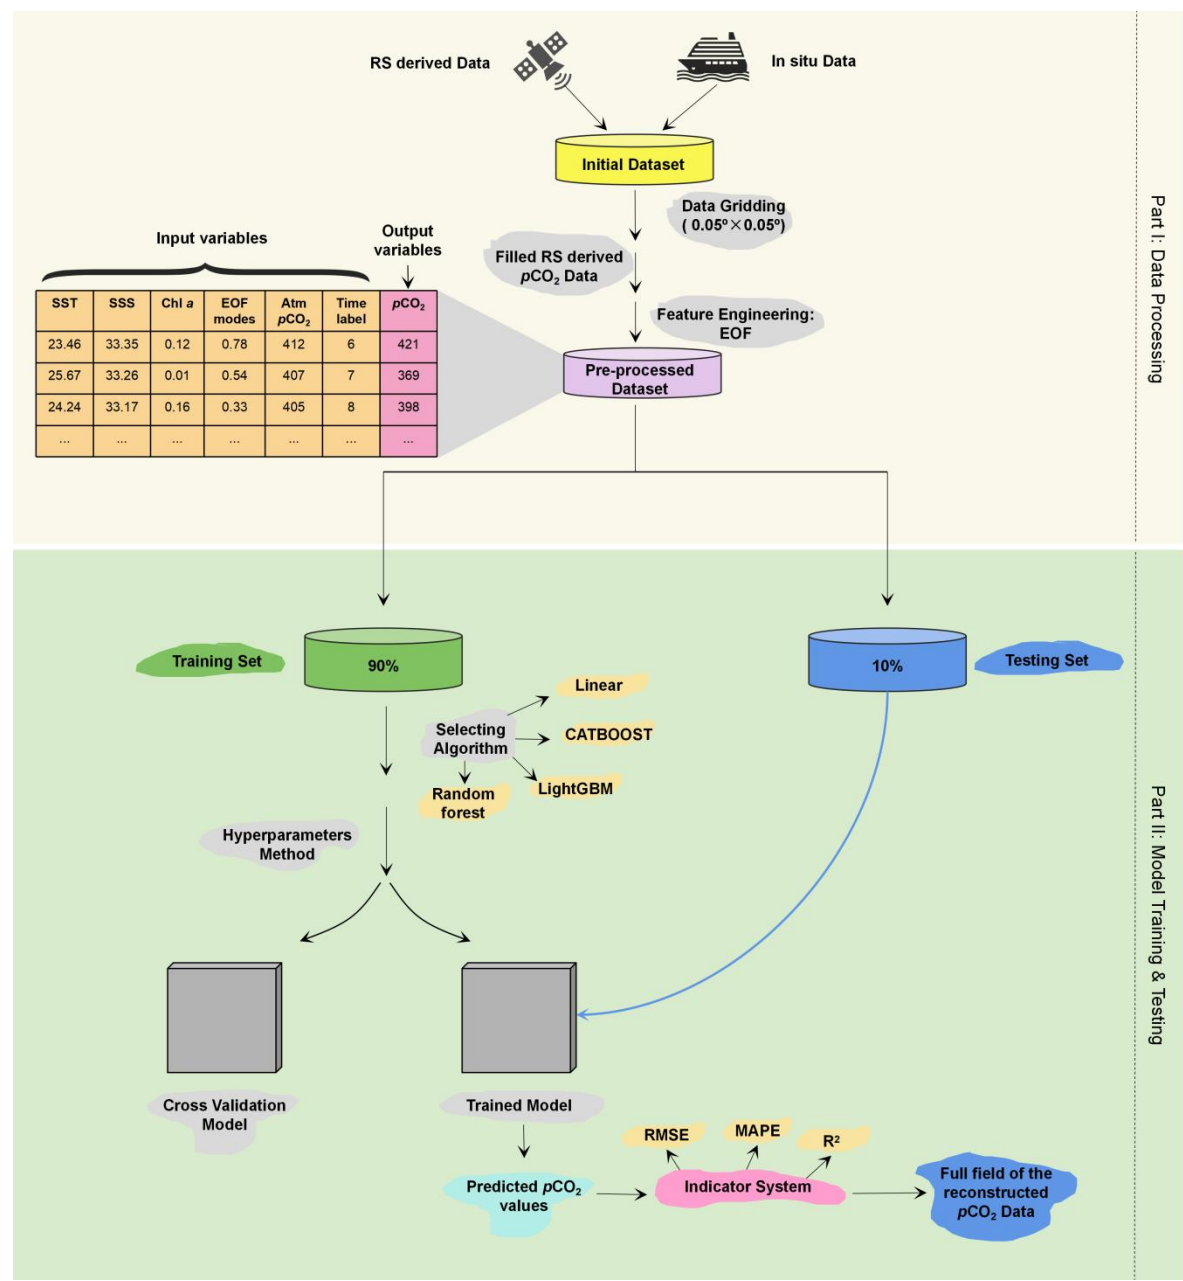 RS derived Data
In situ Data
Initial Dataset
Data Gridding
( 0.05º×0.05º)
Filled RS derived
pCO₂ Data
Feature Engineering:
EOF
Pre-processed
Dataset
Input variables
Output
variables
SST SSS Chl a EOF modes Atm pCO₂ Time label pCO₂
23.46 33.35 0.12 0.78 412 6 421
25.67 33.26 0.01 0.54 407 7 369
24.24 33.17 0.16 0.33 405 8 398
... ... ... ... ... ... ...
Part I: Data Processing
Training Set
90%
10%
Testing Set
Selecting
Algorithm
Linear
CATBOOST
LightGBM
Random
forest
Hyperparameters
Method
Cross Validation
Model
Trained Model
Predicted pCO₂
values
RMSE
MAPE
R²
Indicator System
Full field of the
reconstructed
pCO₂ Data
Part II: Model Training & Testing